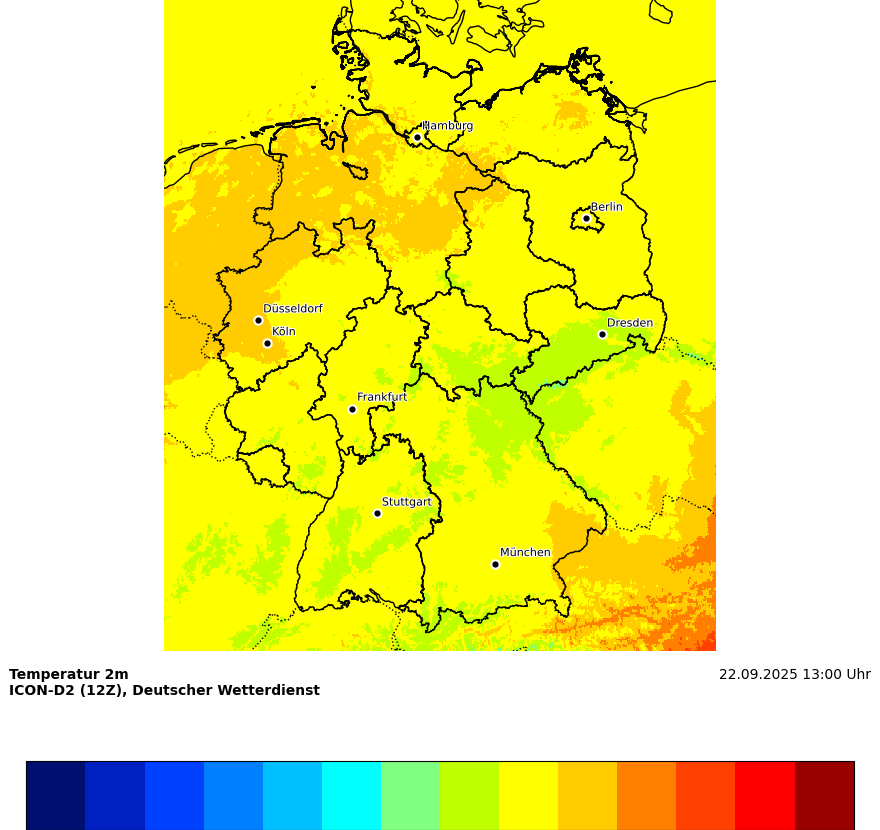 Hamburg
Berlin
Düsseldorf
Köln
Dresden
Frankfurt
Stuttgart
München
Temperatur 2m
22.09.2025 13:00 Uhr
ICON-D2 (12Z), Deutscher Wetterdienst